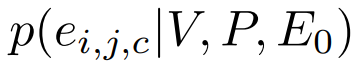 p(e_{i,j,c}|V, P, E_0)